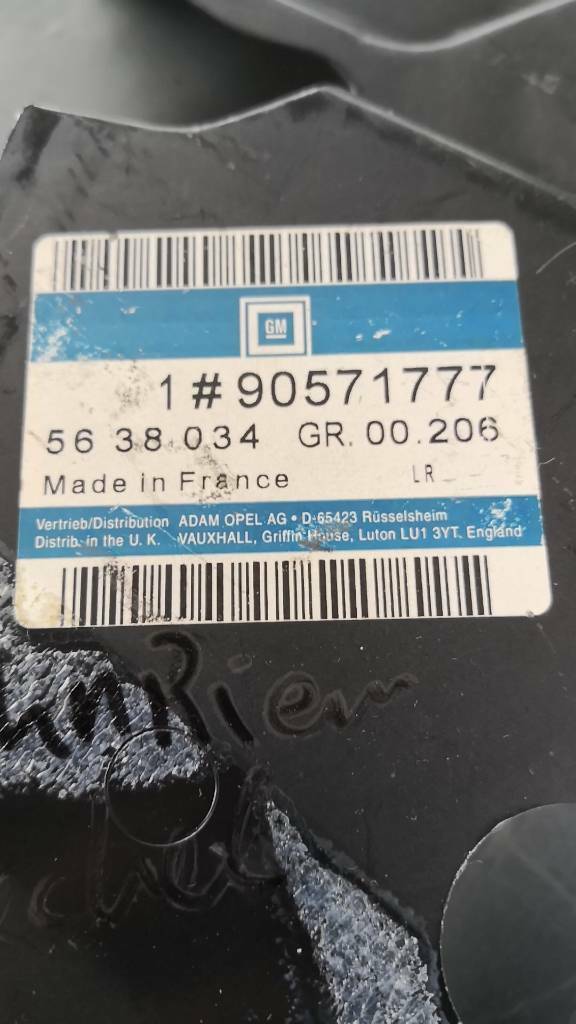 GM
1 # 90571777
56 38 034 GR. 00.206
Made in France LR
Vertrieb/Distribution ADAM OPEL AG • D-65423 Rüsselsheim
Distrib. in the U. K. VAUXHALL, Griffin House, Luton LU1 3YT. England